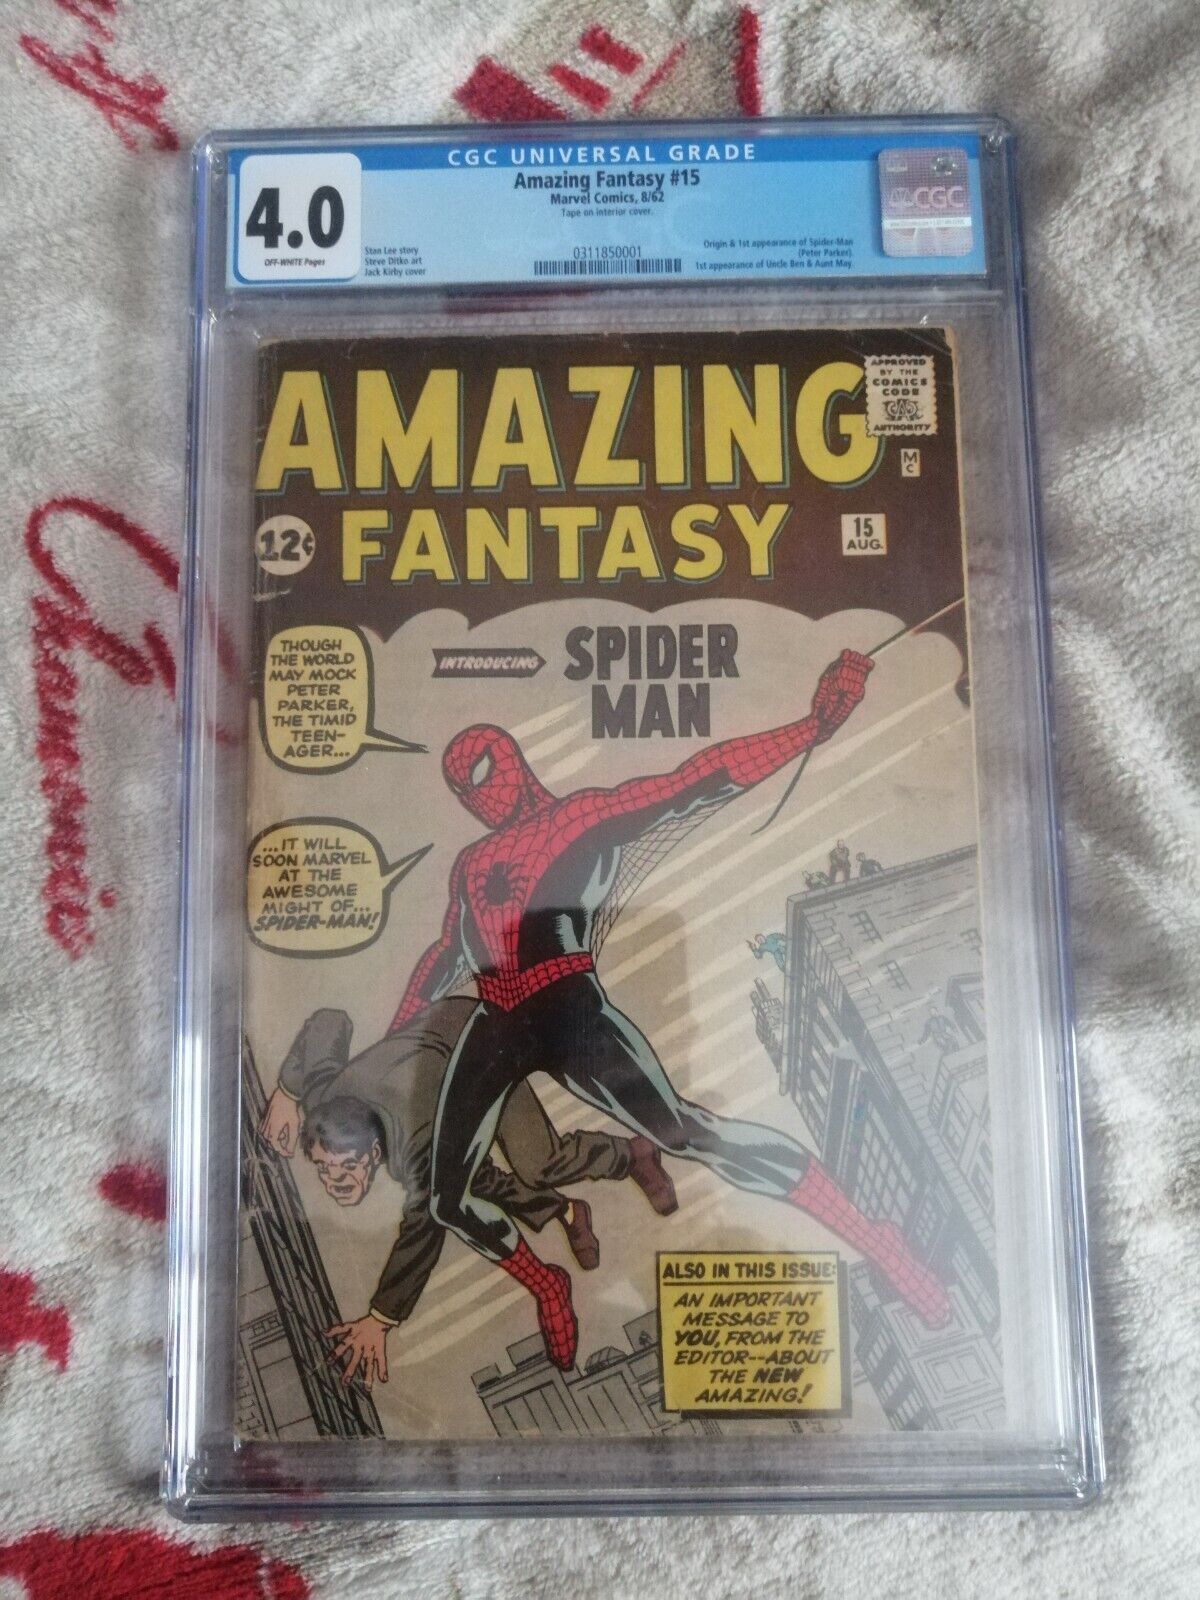 CGC UNIVERSAL GRADE
4.0
OFF-WHITE Pages
Amazing Fantasy #15
Marvel Comics, 8/62
Tape on interior cover.
Stan Lee story
Steve Ditko art
Jack Kirby cover
0311850001
Origin & 1st appearance of Spider-Man
(Peter Parker).
1st appearance of Uncle Ben & Aunt May.
CGC
AMAZING
FANTASY
APPROVED
BY THE
COMICS
CODE
AUTHORITY
M
C
12¢
15
AUG.
INTRODUCING
SPIDER
MAN
THOUGH
THE WORLD
MAY MOCK
PETER
PARKER,
THE TIMID
TEEN-
AGER...
...IT WILL
SOON MARVEL
AT THE
AWESOME
MIGHT OF...
SPIDER-MAN!
ALSO IN THIS ISSUE:
AN IMPORTANT
MESSAGE TO
YOU, FROM THE
EDITOR--ABOUT
THE NEW
AMAZING!